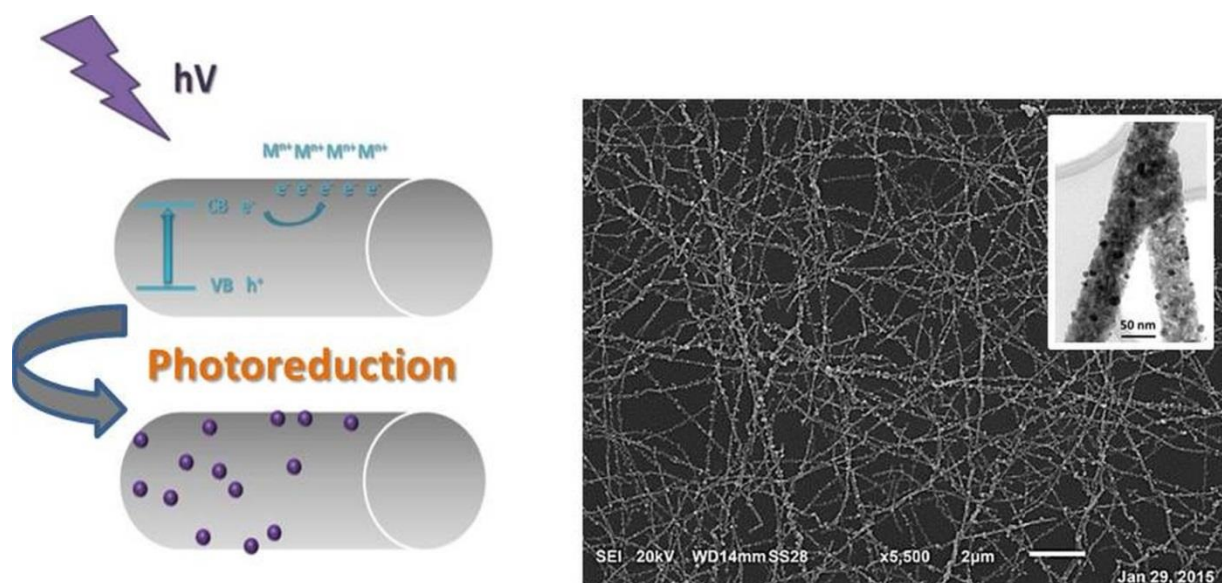 hV
Mⁿ⁺ Mⁿ⁺ Mⁿ⁺ Mⁿ⁺
e⁻ e⁻ e⁻ e⁻ e⁻
CB e⁻
VB h⁺
Photoreduction
50 nm
SEI 20kV WD14mm SS28 x5,500 2μm
Jan 29, 2015